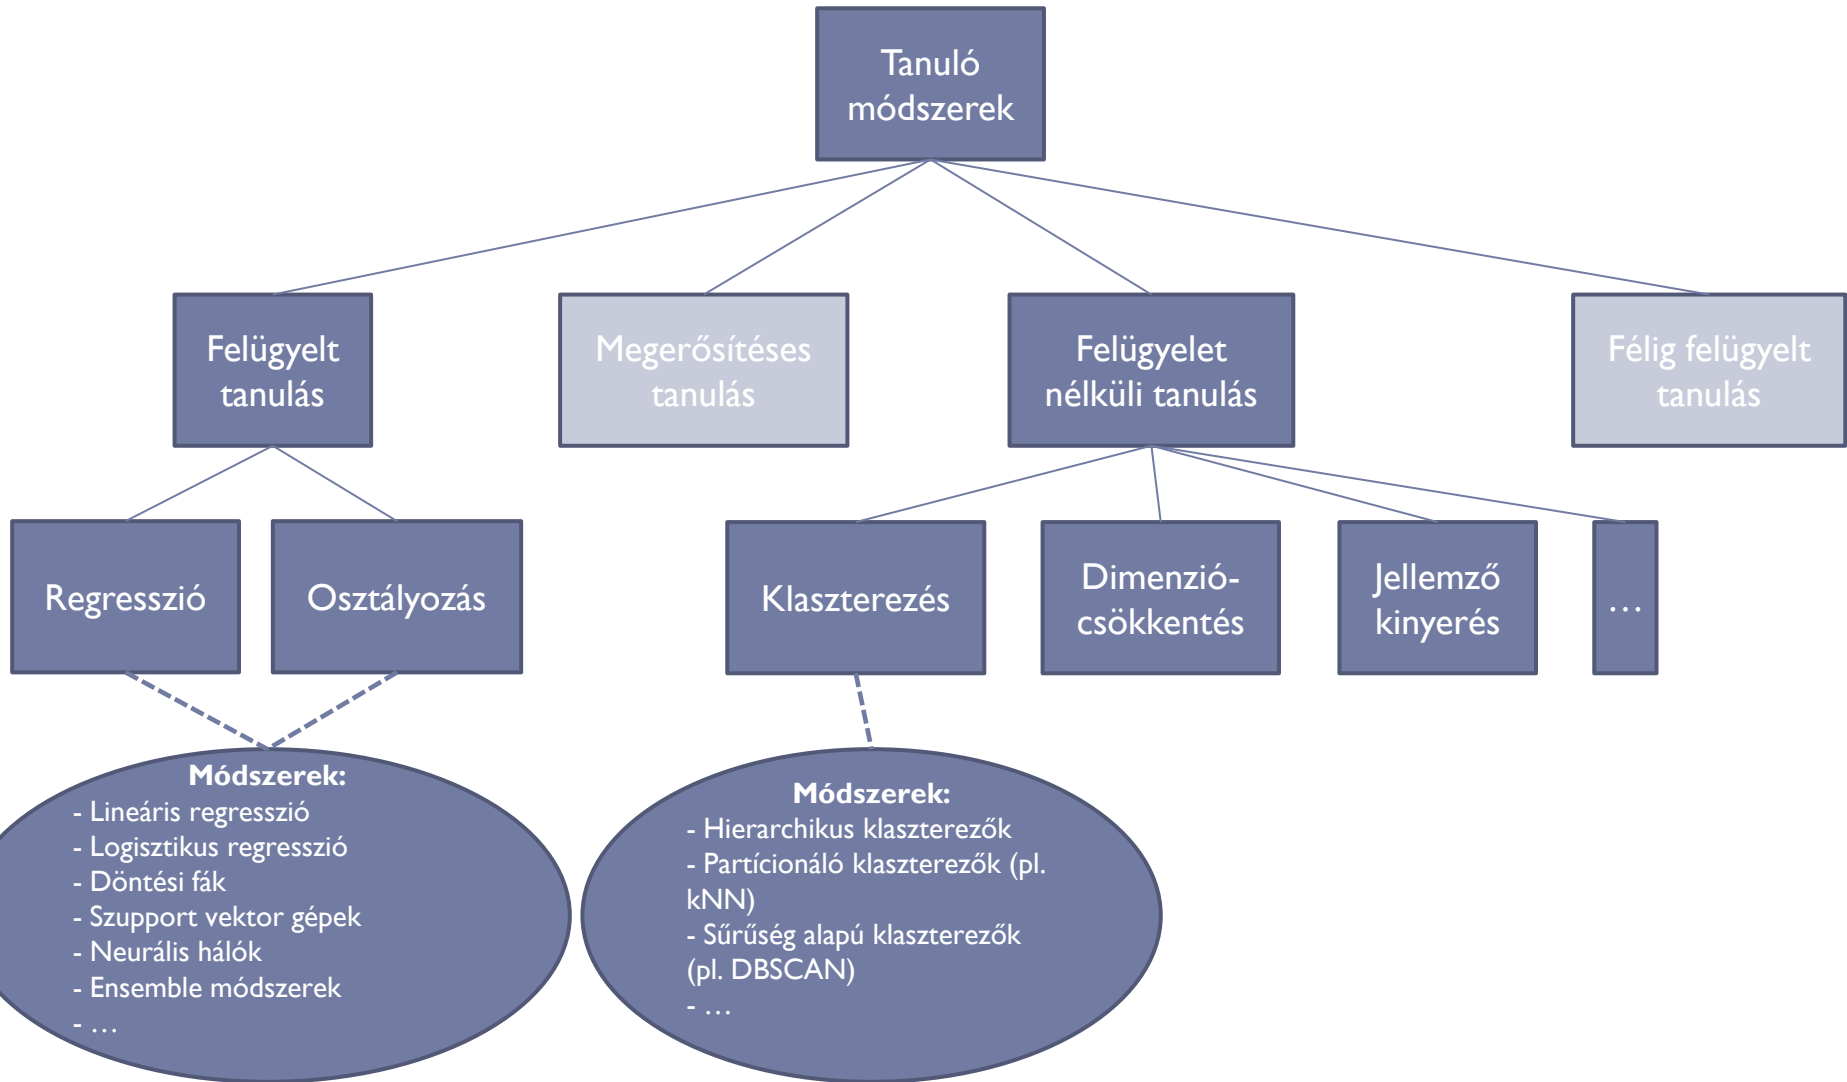 Tanuló
módszerek
Felügyelt
tanulás
Megerősítéses
tanulás
Felügyelet
nélküli tanulás
Félig felügyelt
tanulás
Regresszió
Osztályozás
Klaszterezés
Dimenzió-
csökkentés
Jellemző
kinyerés
…
Módszerek:
- Lineáris regresszió
- Logisztikus regresszió
- Döntési fák
- Szupport vektor gépek
- Neurális hálók
- Ensemble módszerek
- …
Módszerek:
- Hierarchikus klaszterezők
- Partícionáló klaszterezők (pl.
kNN)
- Sűrűség alapú klaszterezők
(pl. DBSCAN)
- …